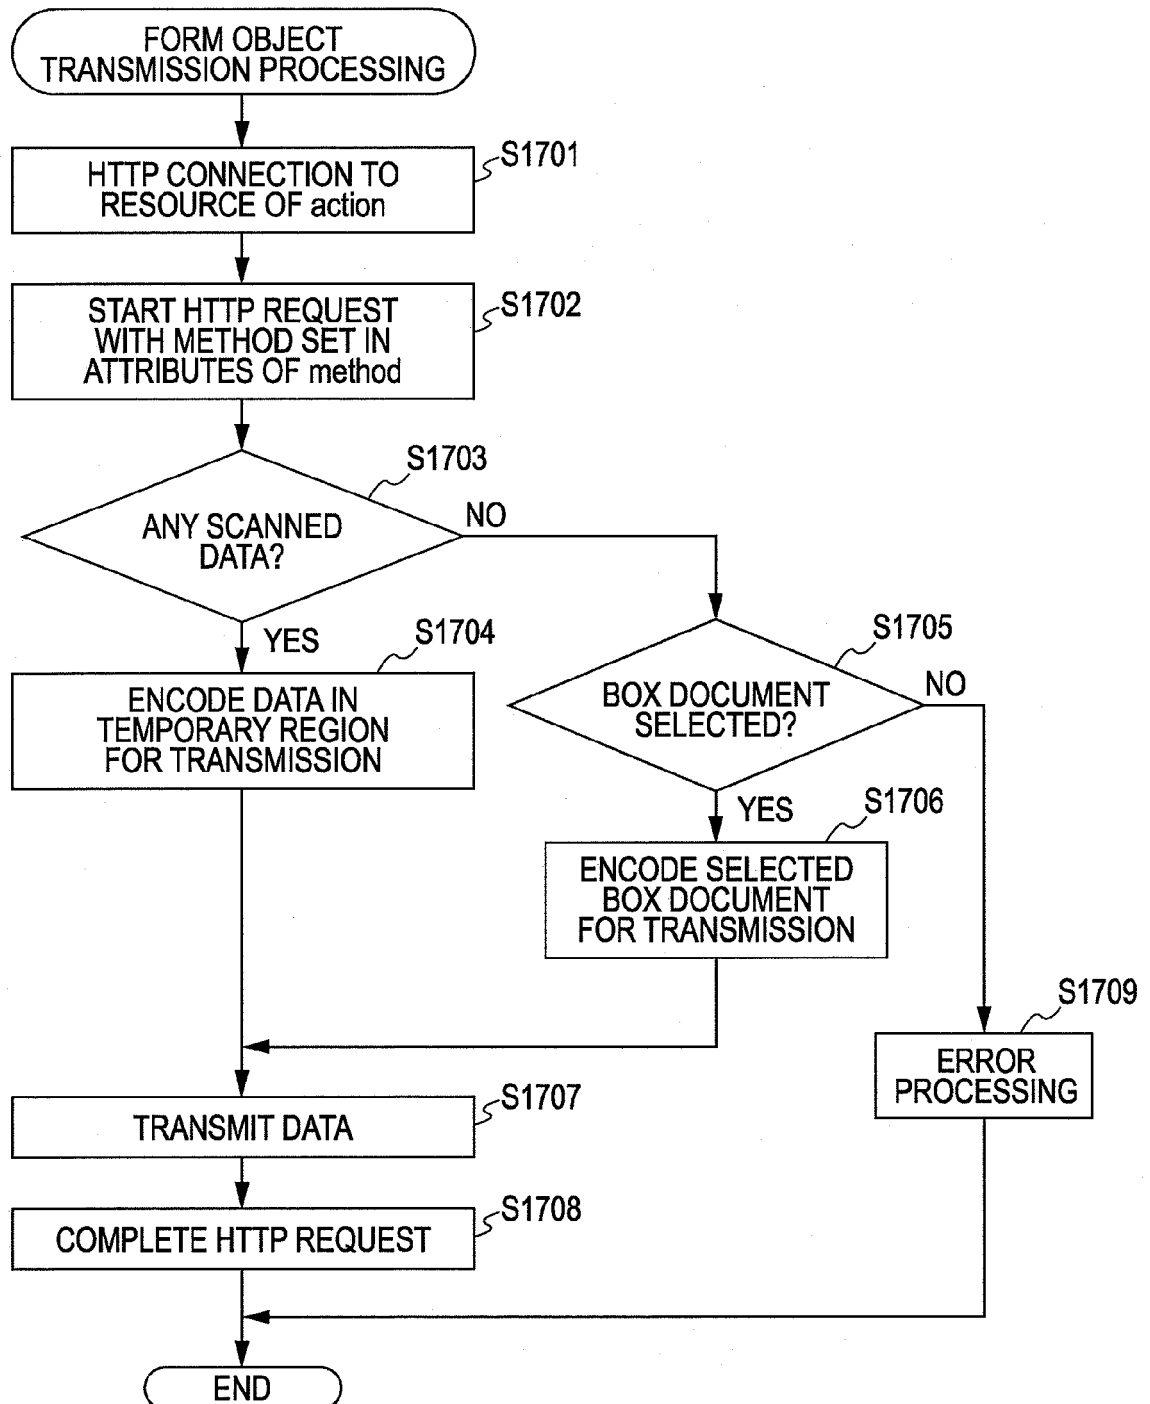 FORM OBJECT
TRANSMISSION PROCESSING
S1701
HTTP CONNECTION TO
RESOURCE OF action
S1702
START HTTP REQUEST
WITH METHOD SET IN
ATTRIBUTES OF method
S1703
ANY SCANNED
DATA?
NO
YES
S1704
ENCODE DATA IN
TEMPORARY REGION
FOR TRANSMISSION
S1705
BOX DOCUMENT
SELECTED?
NO
YES
S1706
ENCODE SELECTED
BOX DOCUMENT
FOR TRANSMISSION
S1709
ERROR
PROCESSING
S1707
TRANSMIT DATA
S1708
COMPLETE HTTP REQUEST
END